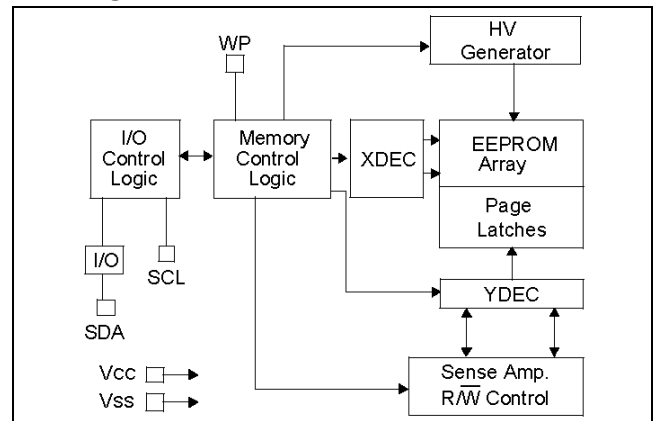 HV
Generator
WP
I/O
Control
Logic
Memory
Control
Logic
XDEC
EEPROM
Array
Page
Latches
I/O
SCL
SDA
YDEC
Vcc
Vss
Sense Amp.
R/W̅ Control